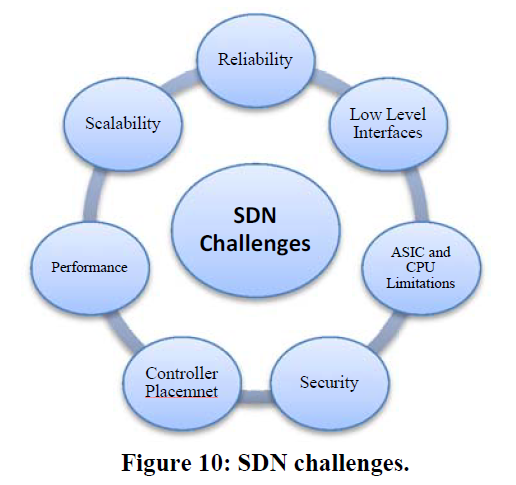 Reliability
Low Level
Interfaces
Scalability
SDN
Challenges
ASIC and
CPU
Limitations
Performance
Controller
Placemnet
Security
Figure 10: SDN challenges.